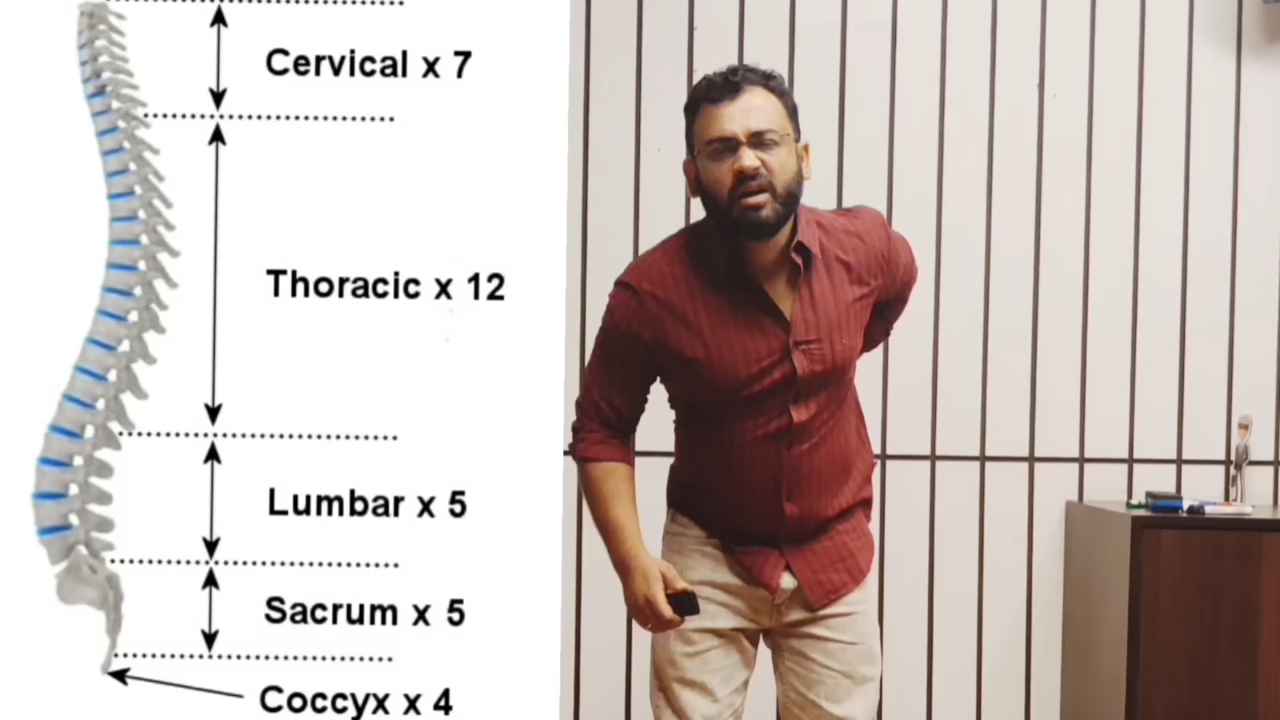 Cervical x 7
Thoracic x 12
Lumbar x 5
Sacrum x 5
Coccyx x 4